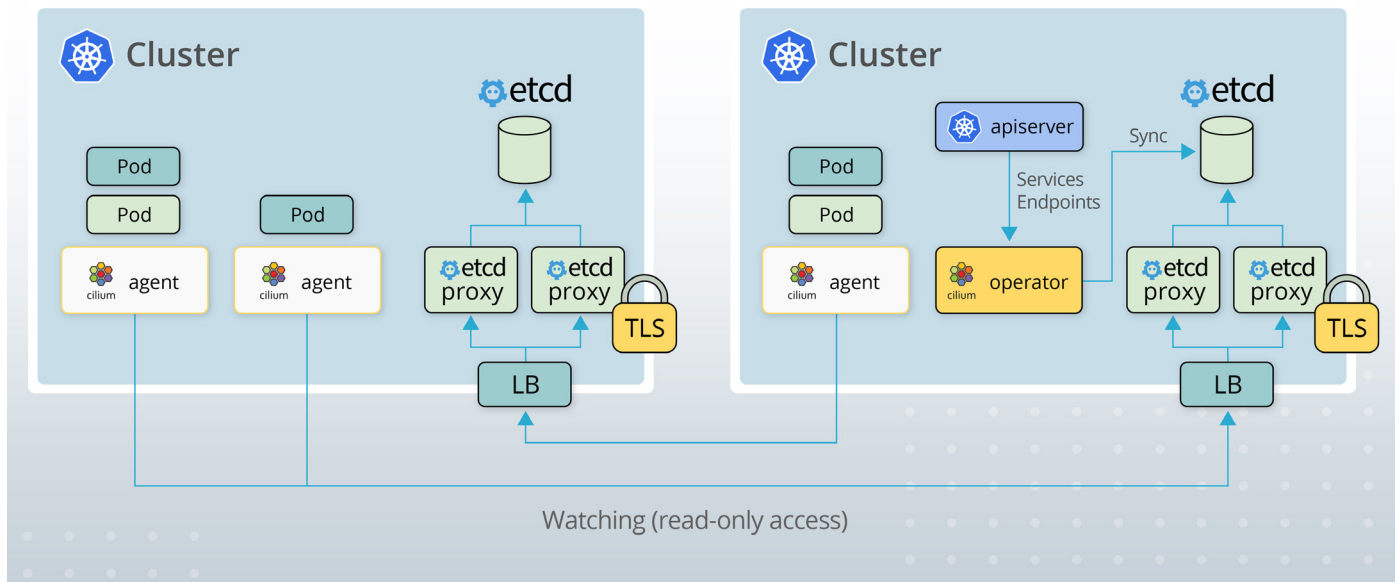 Cluster
etcd
Pod
Pod
Pod
cilium agent
cilium agent
etcd
proxy
etcd
proxy
TLS
LB
Cluster
etcd
apiserver
Sync
Services
Endpoints
Pod
Pod
cilium agent
cilium operator
etcd
proxy
etcd
proxy
TLS
LB
Watching (read-only access)